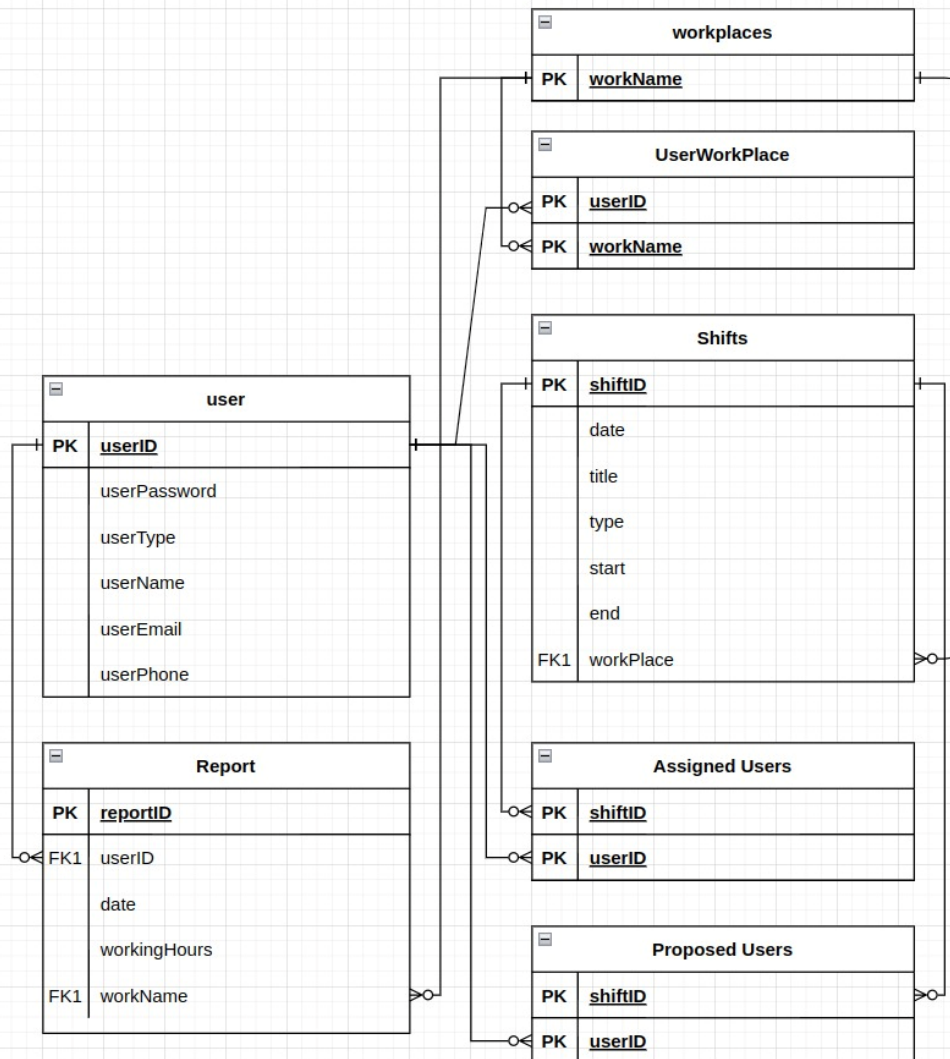 workplaces
PK workName
UserWorkPlace
PK userID
PK workName
Shifts
PK shiftID
date
title
type
start
end
FK1 workPlace
user
PK userID
userPassword
userType
userName
userEmail
userPhone
Report
PK reportID
FK1 userID
date
workingHours
FK1 workName
Assigned Users
PK shiftID
PK userID
Proposed Users
PK shiftID
PK userID